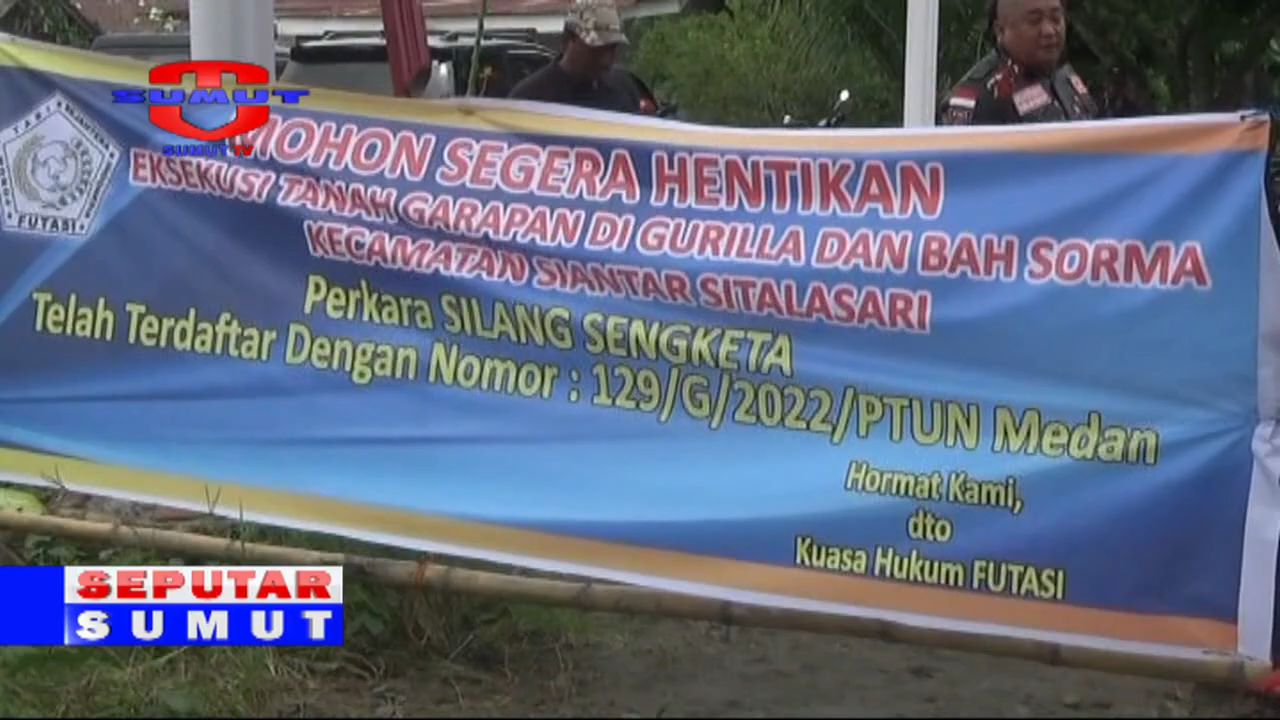 SUMUT
SUMUT TV
MOHON SEGERA HENTIKAN
EKSEKUSI TANAH GARAPAN DI GURILLA DAN BAH SORMA
KECAMATAN SIANTAR SITALASARI
Perkara SILANG SENGKETA
Telah Terdaftar Dengan Nomor : 129/G/2022/PTUN Medan
Hormat Kami,
dto
Kuasa Hukum FUTASI
FUTASI
SEPUTAR
SUMUT